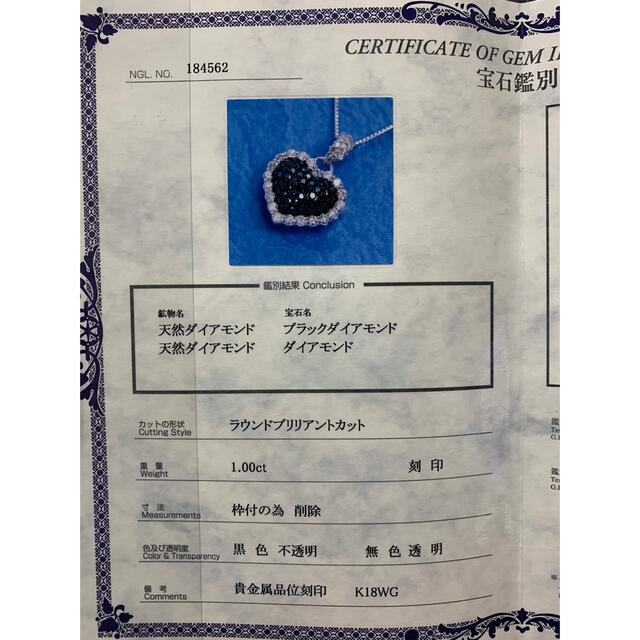 NGL. NO. 184562
CERTIFICATE OF GEM
宝石鑑別
鑑別結果 Conclusion
鉱物名 宝石名
天然ダイアモンド ブラックダイアモンド
天然ダイアモンド ダイアモンド
カットの形状
Cutting Style
ラウンドブリリアントカット
重量
Weight
1.00ct 刻印
寸法
Measurements
枠付の為 削除
色及び透明度
Color & Transparency
黒色 不透明 無色透明
備考
Comments
貴金属品位刻印 K18WG